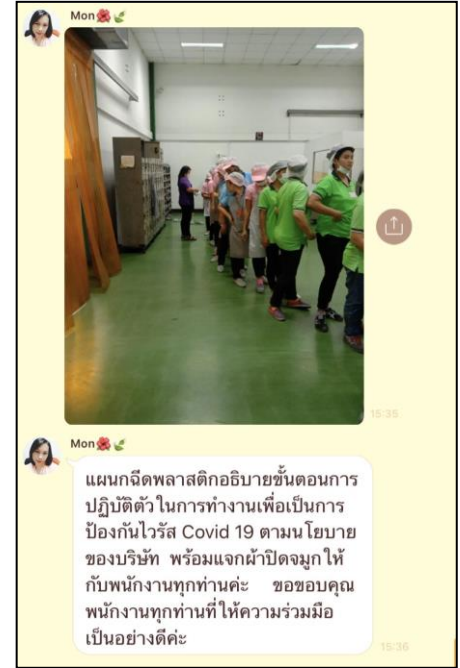 Mon🌺🌿
15:35
Mon🌺🌿
แผนกฉีดพลาสติกอธิบายขั้นตอนการ
ปฏิบัติตัวในการทำงานเพื่อเป็นการ
ป้องกันไวรัส Covid 19 ตามนโยบาย
ของบริษัท พร้อมแจกผ้าปิดจมูกให้
กับพนักงานทุกท่านค่ะ ขอขอบคุณ
พนักงานทุกท่านที่ให้ความร่วมมือ
เป็นอย่างดีค่ะ
15:36